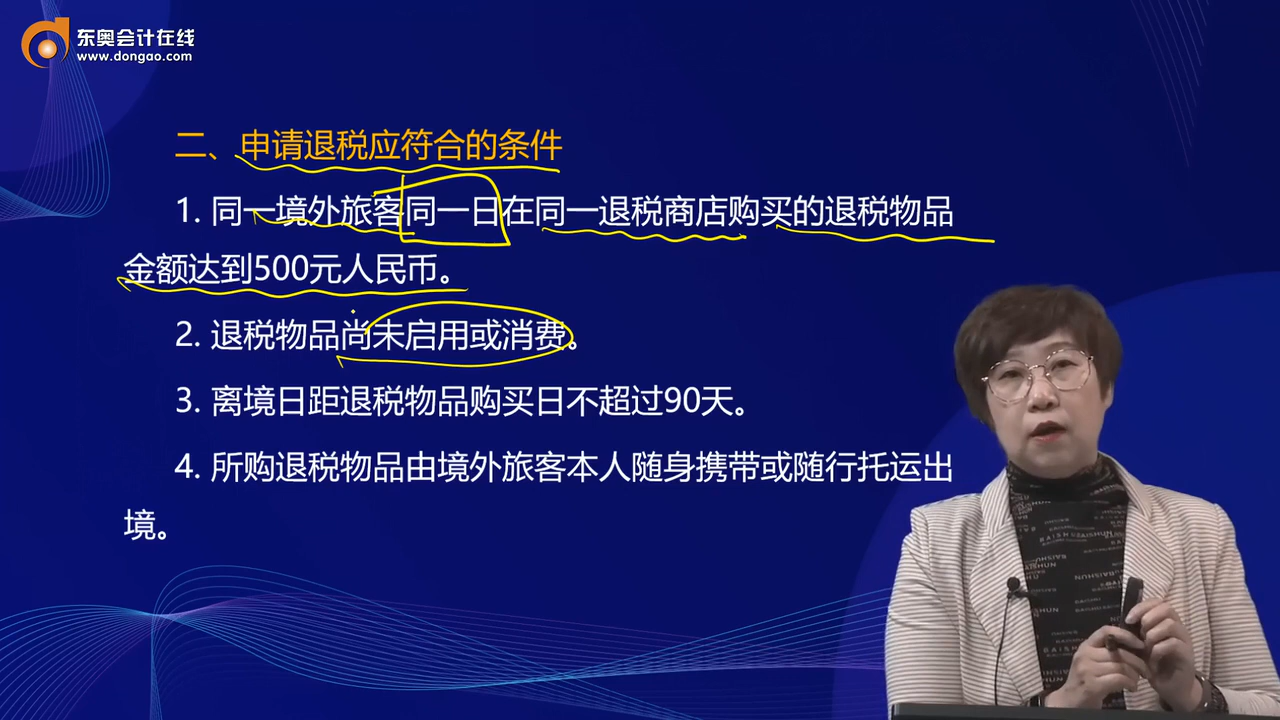 东奥会计在线
www.dongao.com
二、申请退税应符合的条件
1. 同一境外旅客同一日在同一退税商店购买的退税物品
金额达到500元人民币。
2. 退税物品尚未启用或消费。
3. 离境日距退税物品购买日不超过90天。
4. 所购退税物品由境外旅客本人随身携带或随行托运出
境。